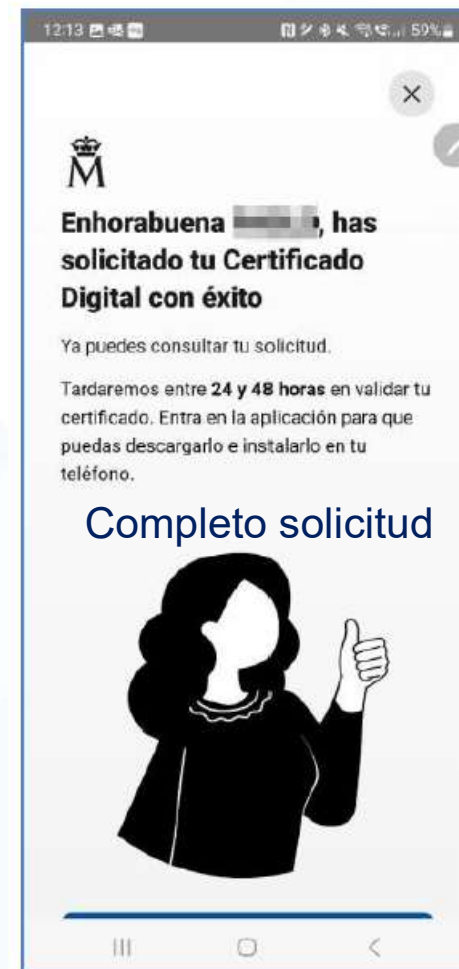 12:13 59%
M
Enhorabuena , has
solicitado tu Certificado
Digital con éxito
Ya puedes consultar tu solicitud.
Tardaremos entre 24 y 48 horas en validar tu
certificado. Entra en la aplicación para que
puedas descargarlo e instalarlo en tu
teléfono.
Completo solicitud